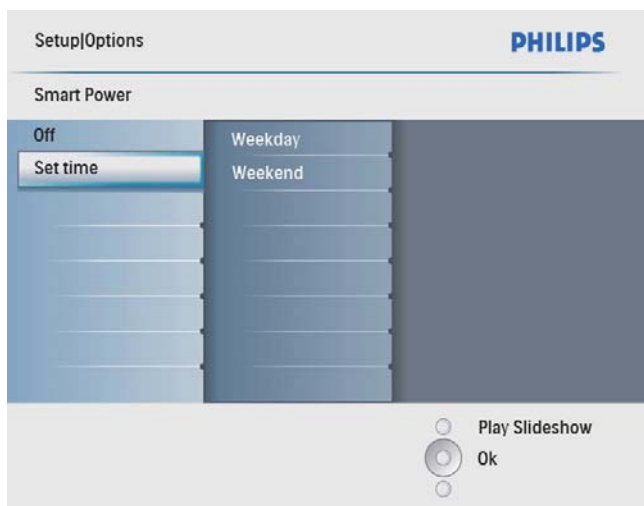 Setup|Options
PHILIPS
Smart Power
Off
Weekday
Set time
Weekend
Play Slideshow
Ok